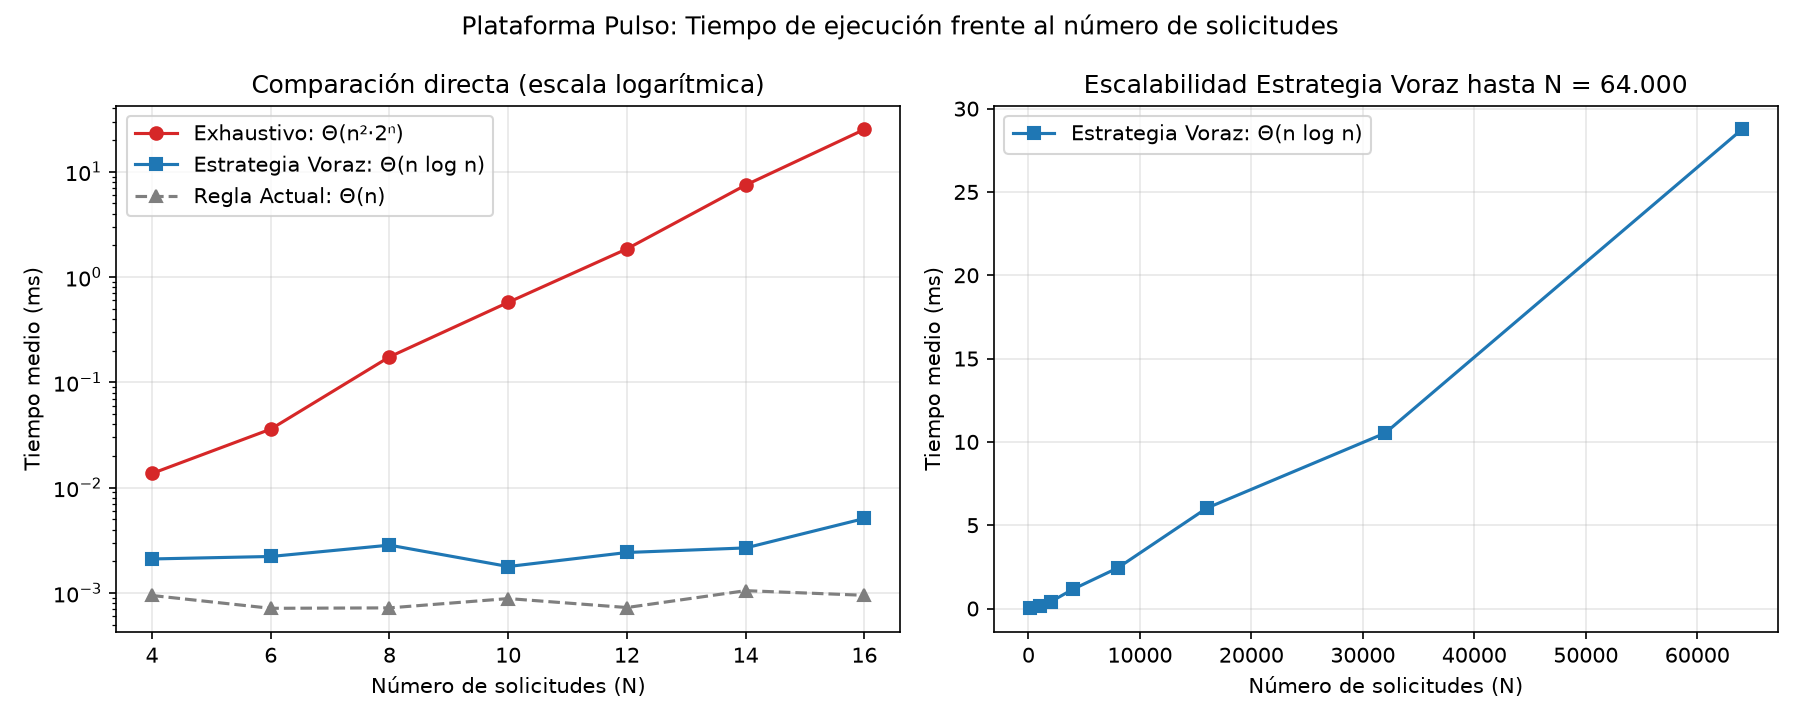 Plataforma Pulso: Tiempo de ejecución frente al número de solicitudes
Comparación directa (escala logarítmica)
Exhaustivo: Θ(n²·2ⁿ)
Estrategia Voraz: Θ(n log n)
Regla Actual: Θ(n)
Tiempo medio (ms)
10¹
10⁰
10⁻¹
10⁻²
10⁻³
4 6 8 10 12 14 16
Número de solicitudes (N)
Escalabilidad Estrategia Voraz hasta N = 64.000
Estrategia Voraz: Θ(n log n)
Tiempo medio (ms)
30
25
20
15
10
5
0
0 10000 20000 30000 40000 50000 60000
Número de solicitudes (N)